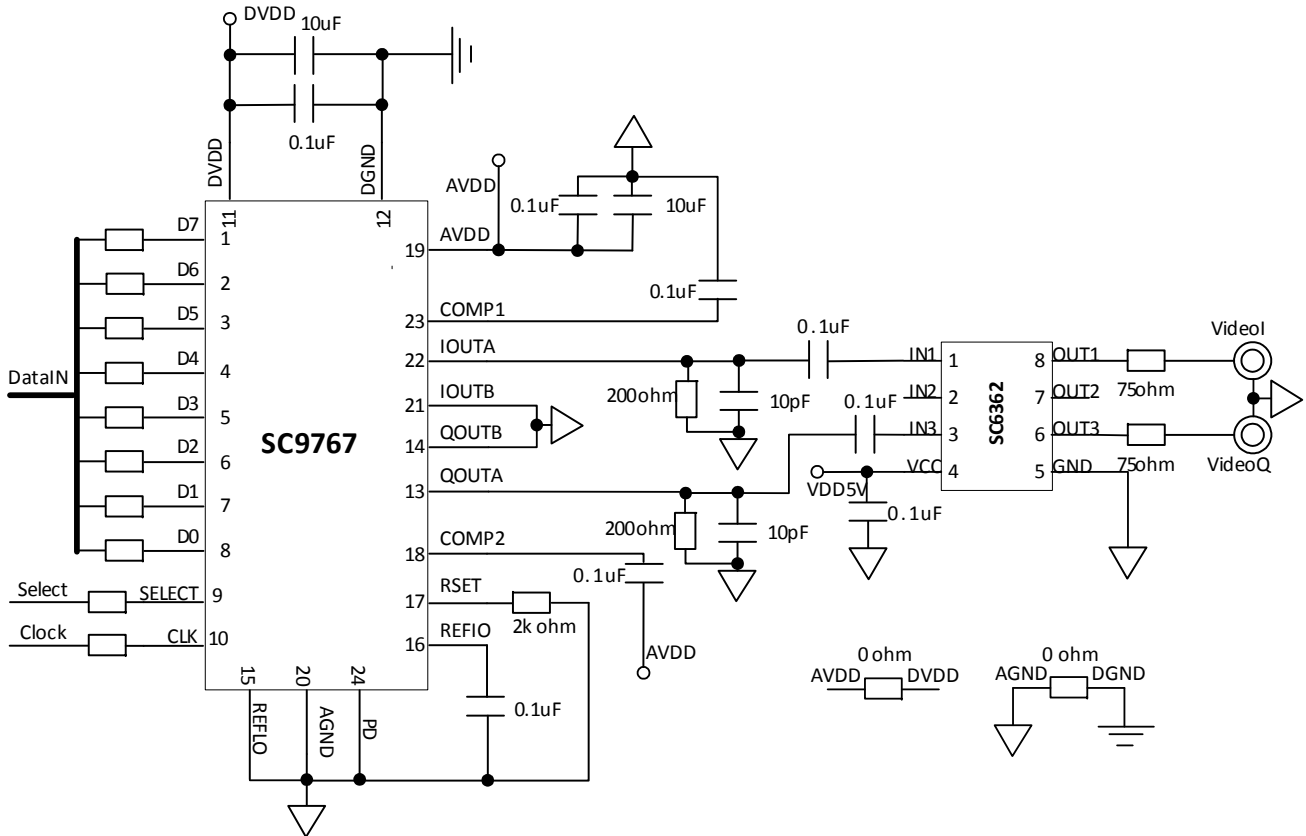 DVDD
10uF
0.1uF
DVDD
DGND
11
12
AVDD
0.1uF
10uF
D7
1
D6
2
D5
3
D4
4
D3
5
D2
6
D1
7
D0
8
DataIN
Select
SELECT
9
Clock
CLK
10
SC9767
19
AVDD
23
COMP1
0.1uF
22
IOUTA
21
IOUTB
14
QOUTB
13
QOUTA
18
COMP2
17
RSET
16
REFIO
15
20
24
REFLO
AGND
PD
200ohm
10pF
0.1uF
0.1uF
200ohm
10pF
0.1uF
AVDD
2k ohm
0.1uF
IN1
1
IN2
2
IN3
3
VCC
4
VDD5V
0.1uF
SC6362
8
OUT1
7
OUT2
6
OUT3
5
GND
75ohm
75ohm
VideoI
VideoQ
0 ohm
AVDD
DVDD
0 ohm
AGND
DGND